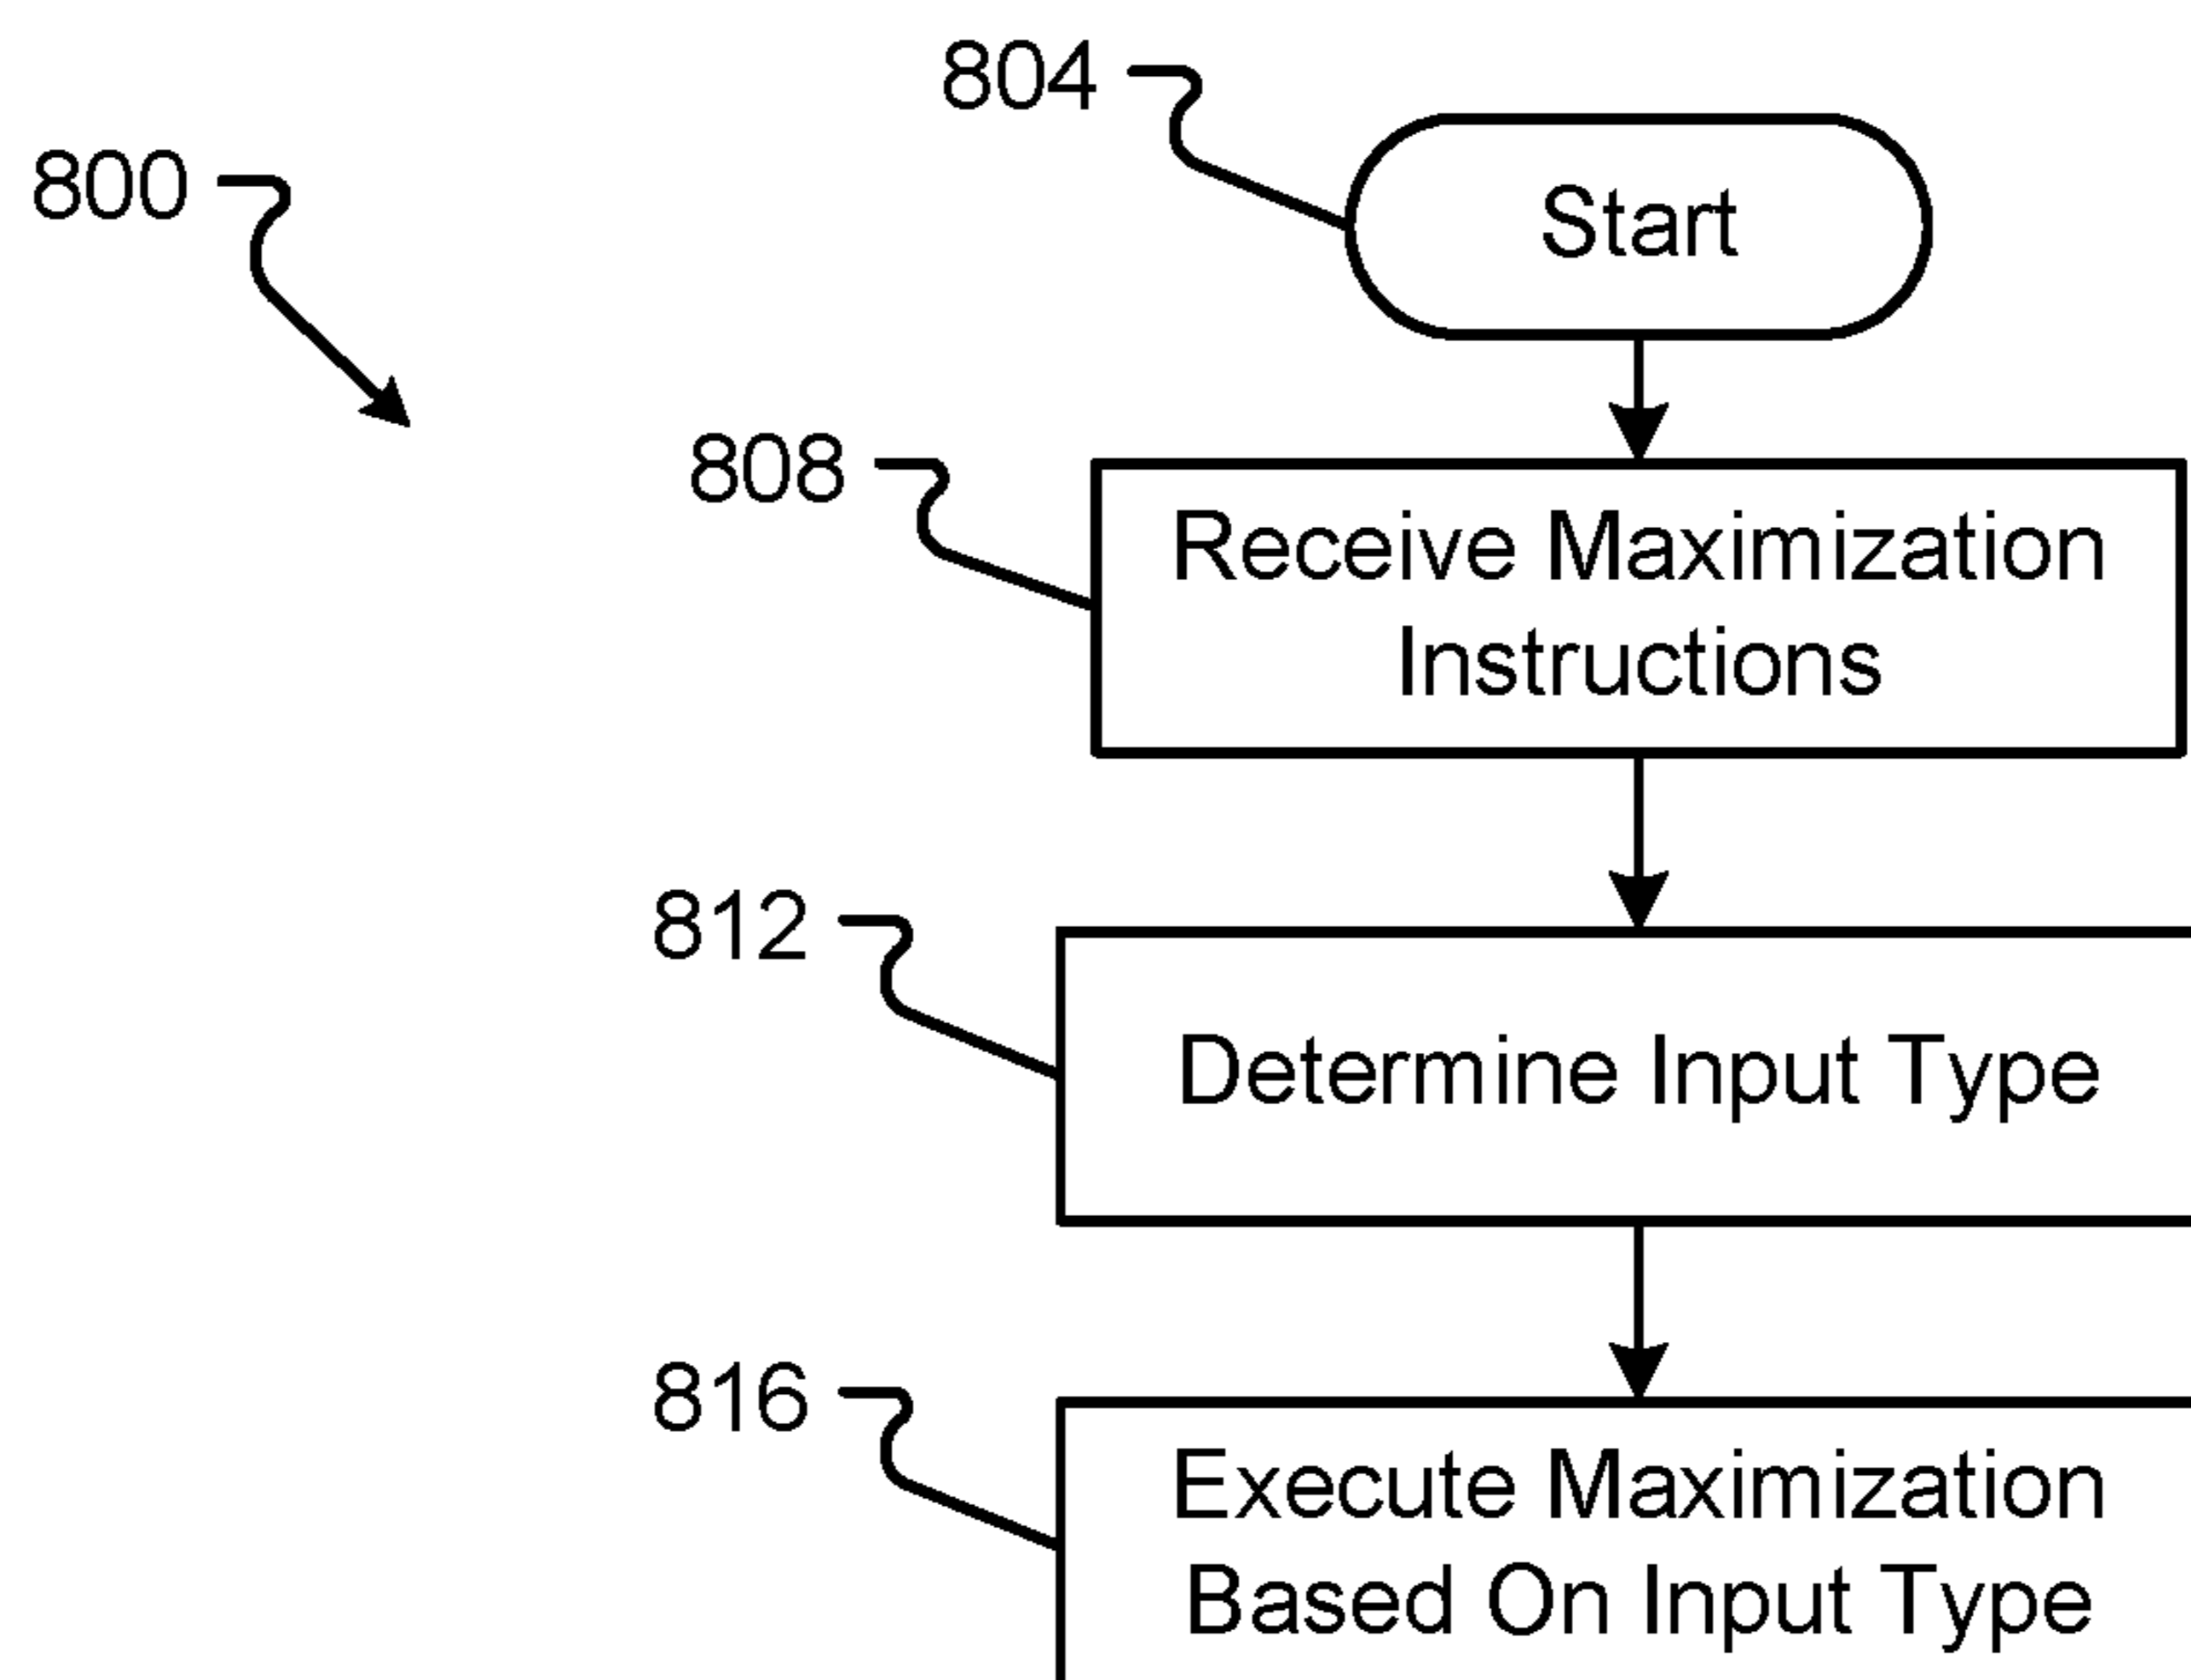 804
Start
800
808
Receive Maximization
Instructions
812
Determine Input Type
816
Execute Maximization
Based On Input Type